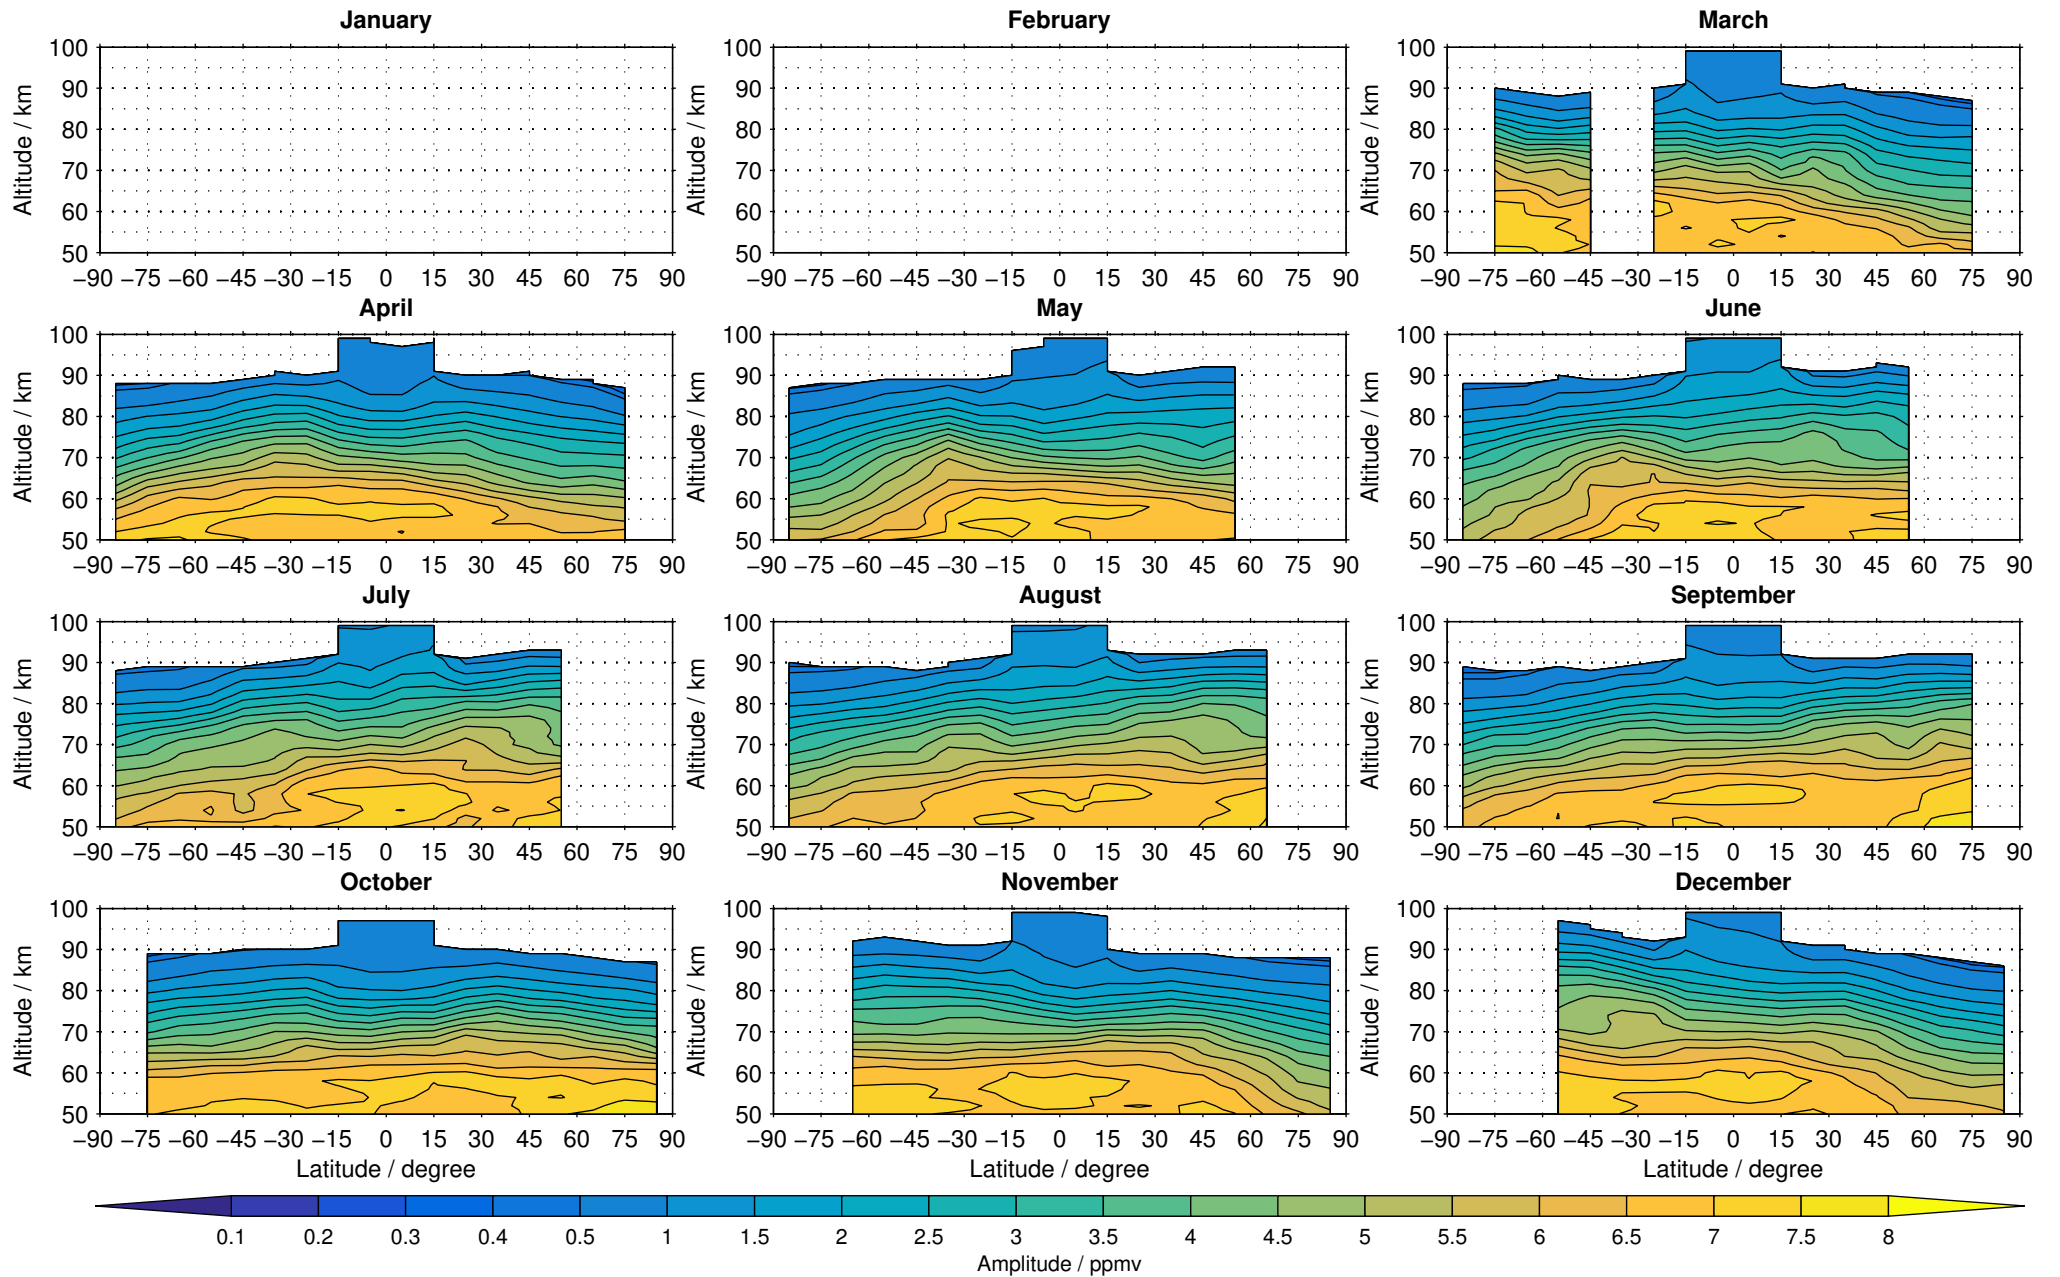 January February March
100 100 100
90 90 90
80 80 80
70 70 70
60 60 60
50 50 50
Altitude / km Altitude / km Altitude / km
−90 −75 −60 −45 −30 −15 0 15 30 45 60 75 90 −90 −75 −60 −45 −30 −15 0 15 30 45 60 75 90 −90 −75 −60 −45 −30 −15 0 15 30 45 60 75 90
April May June
100 100 100
90 90 90
80 80 80
70 70 70
60 60 60
50 50 50
Altitude / km Altitude / km Altitude / km
−90 −75 −60 −45 −30 −15 0 15 30 45 60 75 90 −90 −75 −60 −45 −30 −15 0 15 30 45 60 75 90 −90 −75 −60 −45 −30 −15 0 15 30 45 60 75 90
July August September
100 100 100
90 90 90
80 80 80
70 70 70
60 60 60
50 50 50
Altitude / km Altitude / km Altitude / km
−90 −75 −60 −45 −30 −15 0 15 30 45 60 75 90 −90 −75 −60 −45 −30 −15 0 15 30 45 60 75 90 −90 −75 −60 −45 −30 −15 0 15 30 45 60 75 90
October November December
100 100 100
90 90 90
80 80 80
70 70 70
60 60 60
50 50 50
Altitude / km Altitude / km Altitude / km
−90 −75 −60 −45 −30 −15 0 15 30 45 60 75 90 −90 −75 −60 −45 −30 −15 0 15 30 45 60 75 90 −90 −75 −60 −45 −30 −15 0 15 30 45 60 75 90
Latitude / degree Latitude / degree Latitude / degree
0.1 0.2 0.3 0.4 0.5 1 1.5 2 2.5 3 3.5 4 4.5 5 5.5 6 6.5 7 7.5 8
Amplitude / ppmv